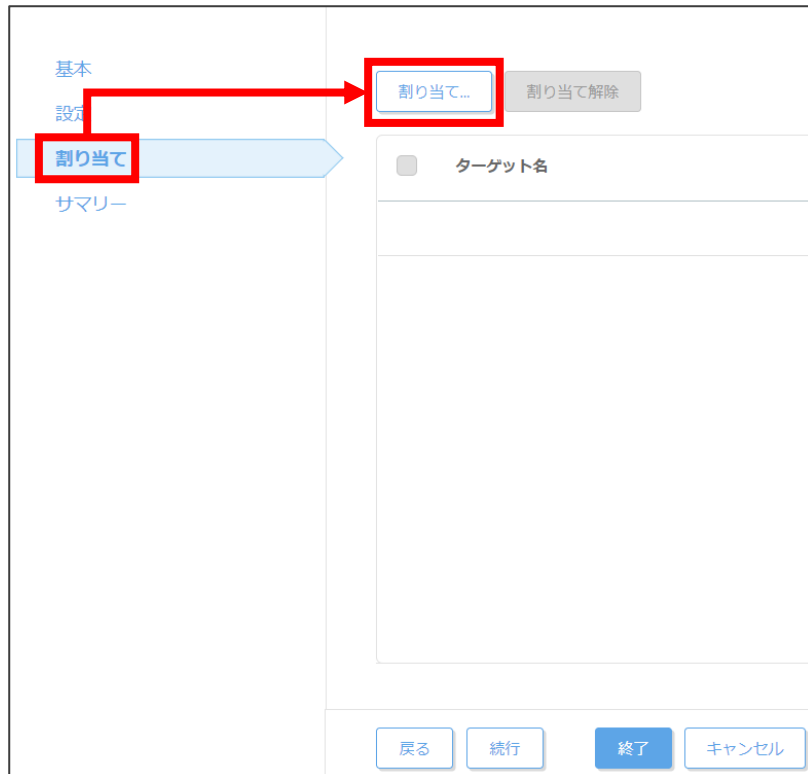 基本
設定
割り当て
サマリー
割り当て... 割り当て解除
ターゲット名
戻る 続行 終了 キャンセル